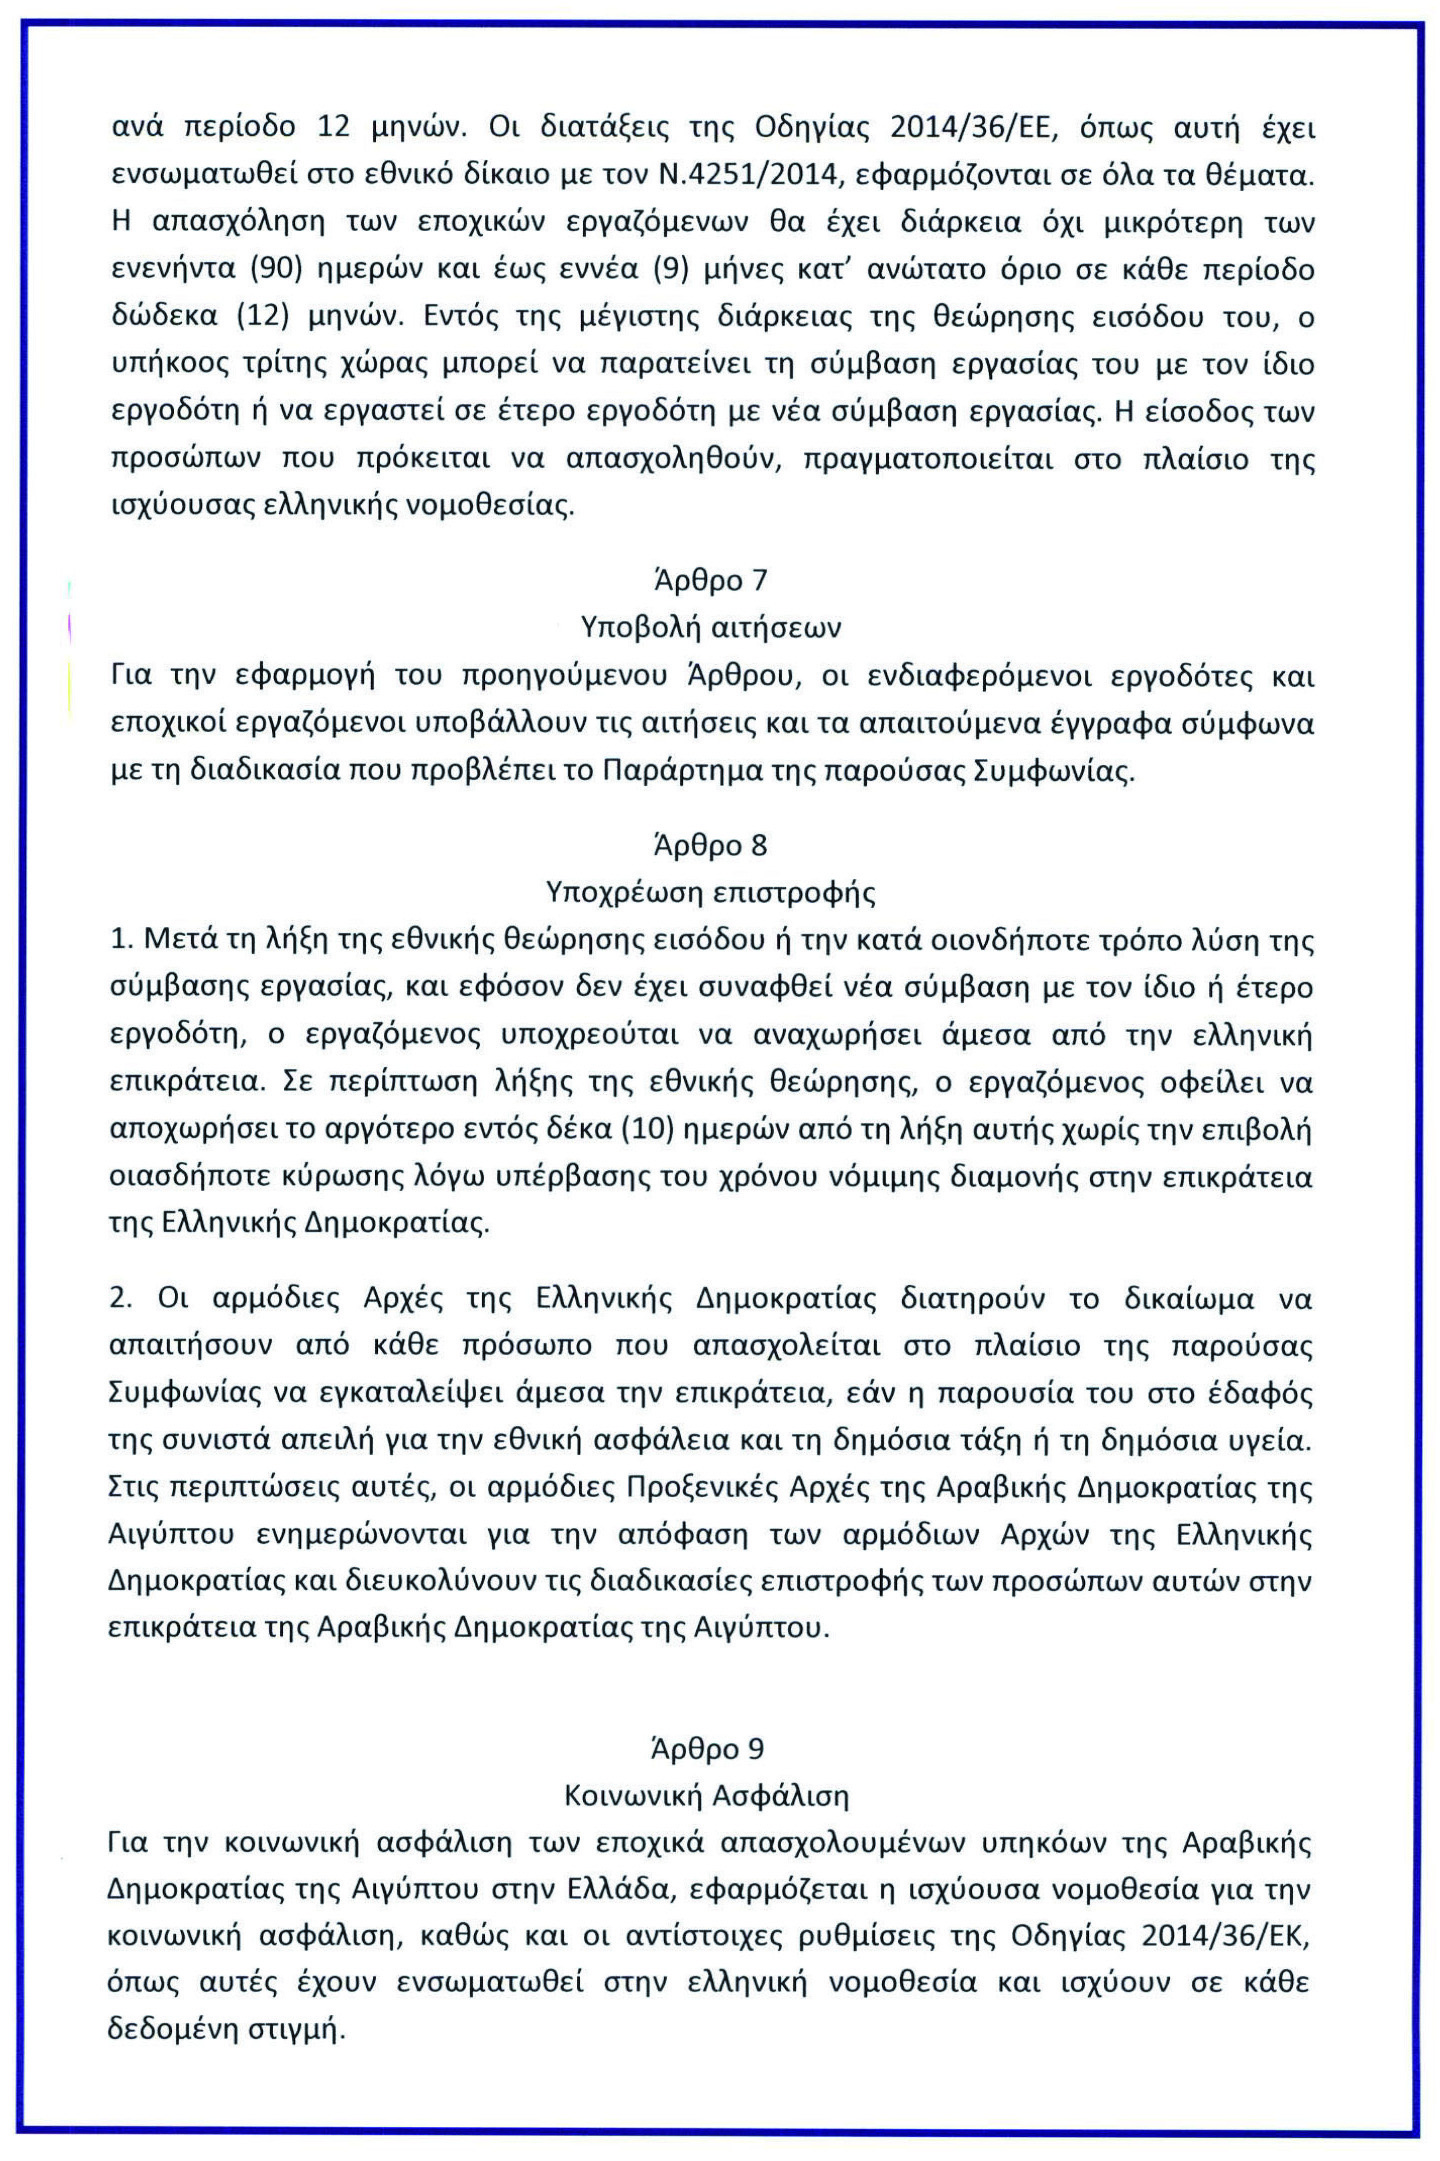 ανά περίοδο 12 μηνών. Οι διατάξεις της Οδηγίας 2014/36/ΕΕ, όπως αυτή έχει
ενσωματωθεί στο εθνικό δίκαιο με τον Ν.4251/2014, εφαρμόζονται σε όλα τα θέματα.
Η απασχόληση των εποχικών εργαζόμενων θα έχει διάρκεια όχι μικρότερη των
ενενήντα (90) ημερών και έως εννέα (9) μήνες κατ’ ανώτατο όριο σε κάθε περίοδο
δώδεκα (12) μηνών. Εντός της μέγιστης διάρκειας της θεώρησης εισόδου του, ο
υπήκοος τρίτης χώρας μπορεί να παρατείνει τη σύμβαση εργασίας του με τον ίδιο
εργοδότη ή να εργαστεί σε έτερο εργοδότη με νέα σύμβαση εργασίας. Η είσοδος των
προσώπων που πρόκειται να απασχοληθούν, πραγματοποιείται στο πλαίσιο της
ισχύουσας ελληνικής νομοθεσίας.
Άρθρο 7
Υποβολή αιτήσεων
Για την εφαρμογή του προηγούμενου Άρθρου, οι ενδιαφερόμενοι εργοδότες και
εποχικοί εργαζόμενοι υποβάλλουν τις αιτήσεις και τα απαιτούμενα έγγραφα σύμφωνα
με τη διαδικασία που προβλέπει το Παράρτημα της παρούσας Συμφωνίας.
Άρθρο 8
Υποχρέωση επιστροφής
1. Μετά τη λήξη της εθνικής θεώρησης εισόδου ή την κατά οιονδήποτε τρόπο λύση της
σύμβασης εργασίας, και εφόσον δεν έχει συναφθεί νέα σύμβαση με τον ίδιο ή έτερο
εργοδότη, ο εργαζόμενος υποχρεούται να αναχωρήσει άμεσα από την ελληνική
επικράτεια. Σε περίπτωση λήξης της εθνικής θεώρησης, ο εργαζόμενος οφείλει να
αποχωρήσει το αργότερο εντός δέκα (10) ημερών από τη λήξη αυτής χωρίς την επιβολή
οιασδήποτε κύρωσης λόγω υπέρβασης του χρόνου νόμιμης διαμονής στην επικράτεια
της Ελληνικής Δημοκρατίας.
2. Οι αρμόδιες Αρχές της Ελληνικής Δημοκρατίας διατηρούν το δικαίωμα να
απαιτήσουν από κάθε πρόσωπο που απασχολείται στο πλαίσιο της παρούσας
Συμφωνίας να εγκαταλείψει άμεσα την επικράτεια, εάν η παρουσία του στο έδαφός
της συνιστά απειλή για την εθνική ασφάλεια και τη δημόσια τάξη ή τη δημόσια υγεία.
Στις περιπτώσεις αυτές, οι αρμόδιες Προξενικές Αρχές της Αραβικής Δημοκρατίας της
Αιγύπτου ενημερώνονται για την απόφαση των αρμόδιων Αρχών της Ελληνικής
Δημοκρατίας και διευκολύνουν τις διαδικασίες επιστροφής των προσώπων αυτών στην
επικράτεια της Αραβικής Δημοκρατίας της Αιγύπτου.
Άρθρο 9
Κοινωνική Ασφάλιση
Για την κοινωνική ασφάλιση των εποχικά απασχολουμένων υπηκόων της Αραβικής
Δημοκρατίας της Αιγύπτου στην Ελλάδα, εφαρμόζεται η ισχύουσα νομοθεσία για την
κοινωνική ασφάλιση, καθώς και οι αντίστοιχες ρυθμίσεις της Οδηγίας 2014/36/ΕΚ,
όπως αυτές έχουν ενσωματωθεί στην ελληνική νομοθεσία και ισχύουν σε κάθε
δεδομένη στιγμή.